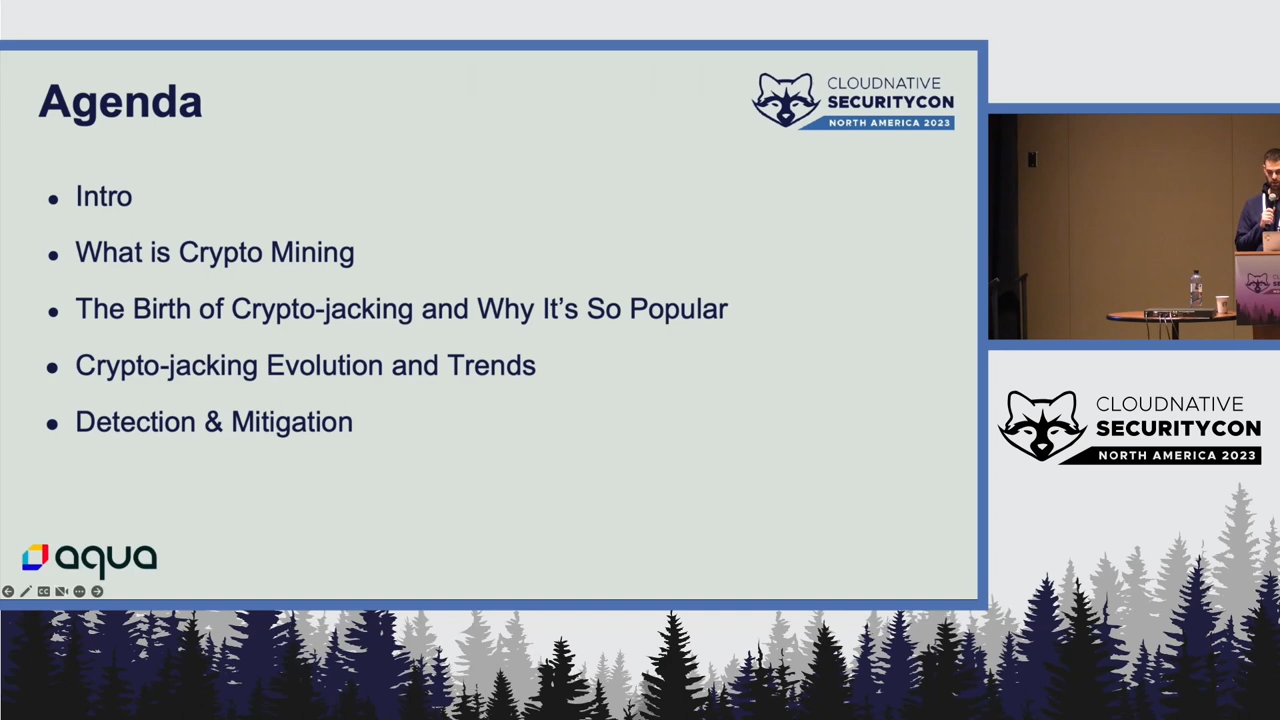 Agenda
CLOUDNATIVE
SECURITYCON
NORTH AMERICA 2023
Intro
What is Crypto Mining
The Birth of Crypto-jacking and Why It’s So Popular
Crypto-jacking Evolution and Trends
Detection & Mitigation
aqua
CLOUDNATIVE
SECURITYCON
NORTH AMERICA 2023